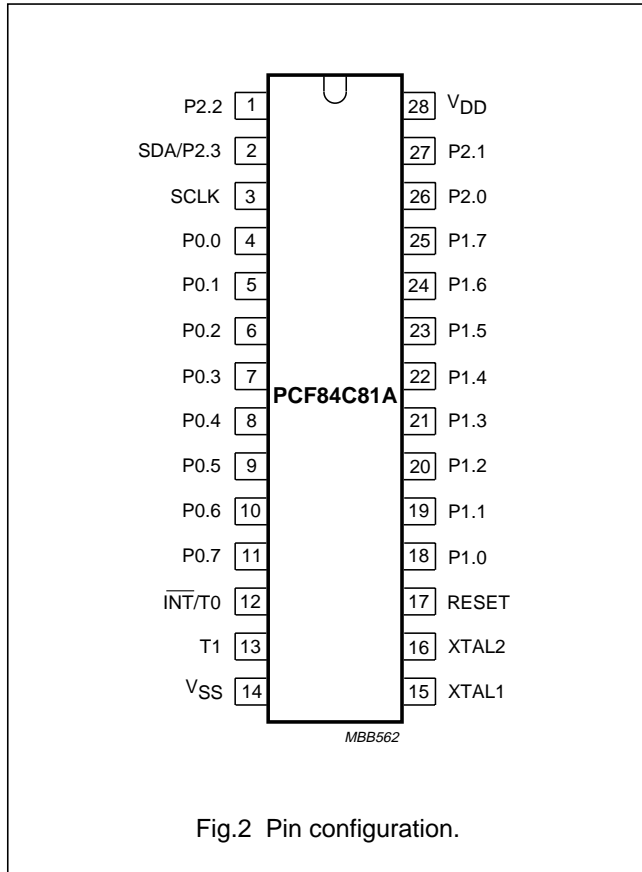 P2.2 1 28 VDD
SDA/P2.3 2 27 P2.1
SCLK 3 26 P2.0
P0.0 4 25 P1.7
P0.1 5 24 P1.6
P0.2 6 23 P1.5
P0.3 7 22 P1.4
PCF84C81A
P0.4 8 21 P1.3
P0.5 9 20 P1.2
P0.6 10 19 P1.1
P0.7 11 18 P1.0
INT/T0 12 17 RESET
T1 13 16 XTAL2
VSS 14 15 XTAL1
MBB562
Fig.2 Pin configuration.